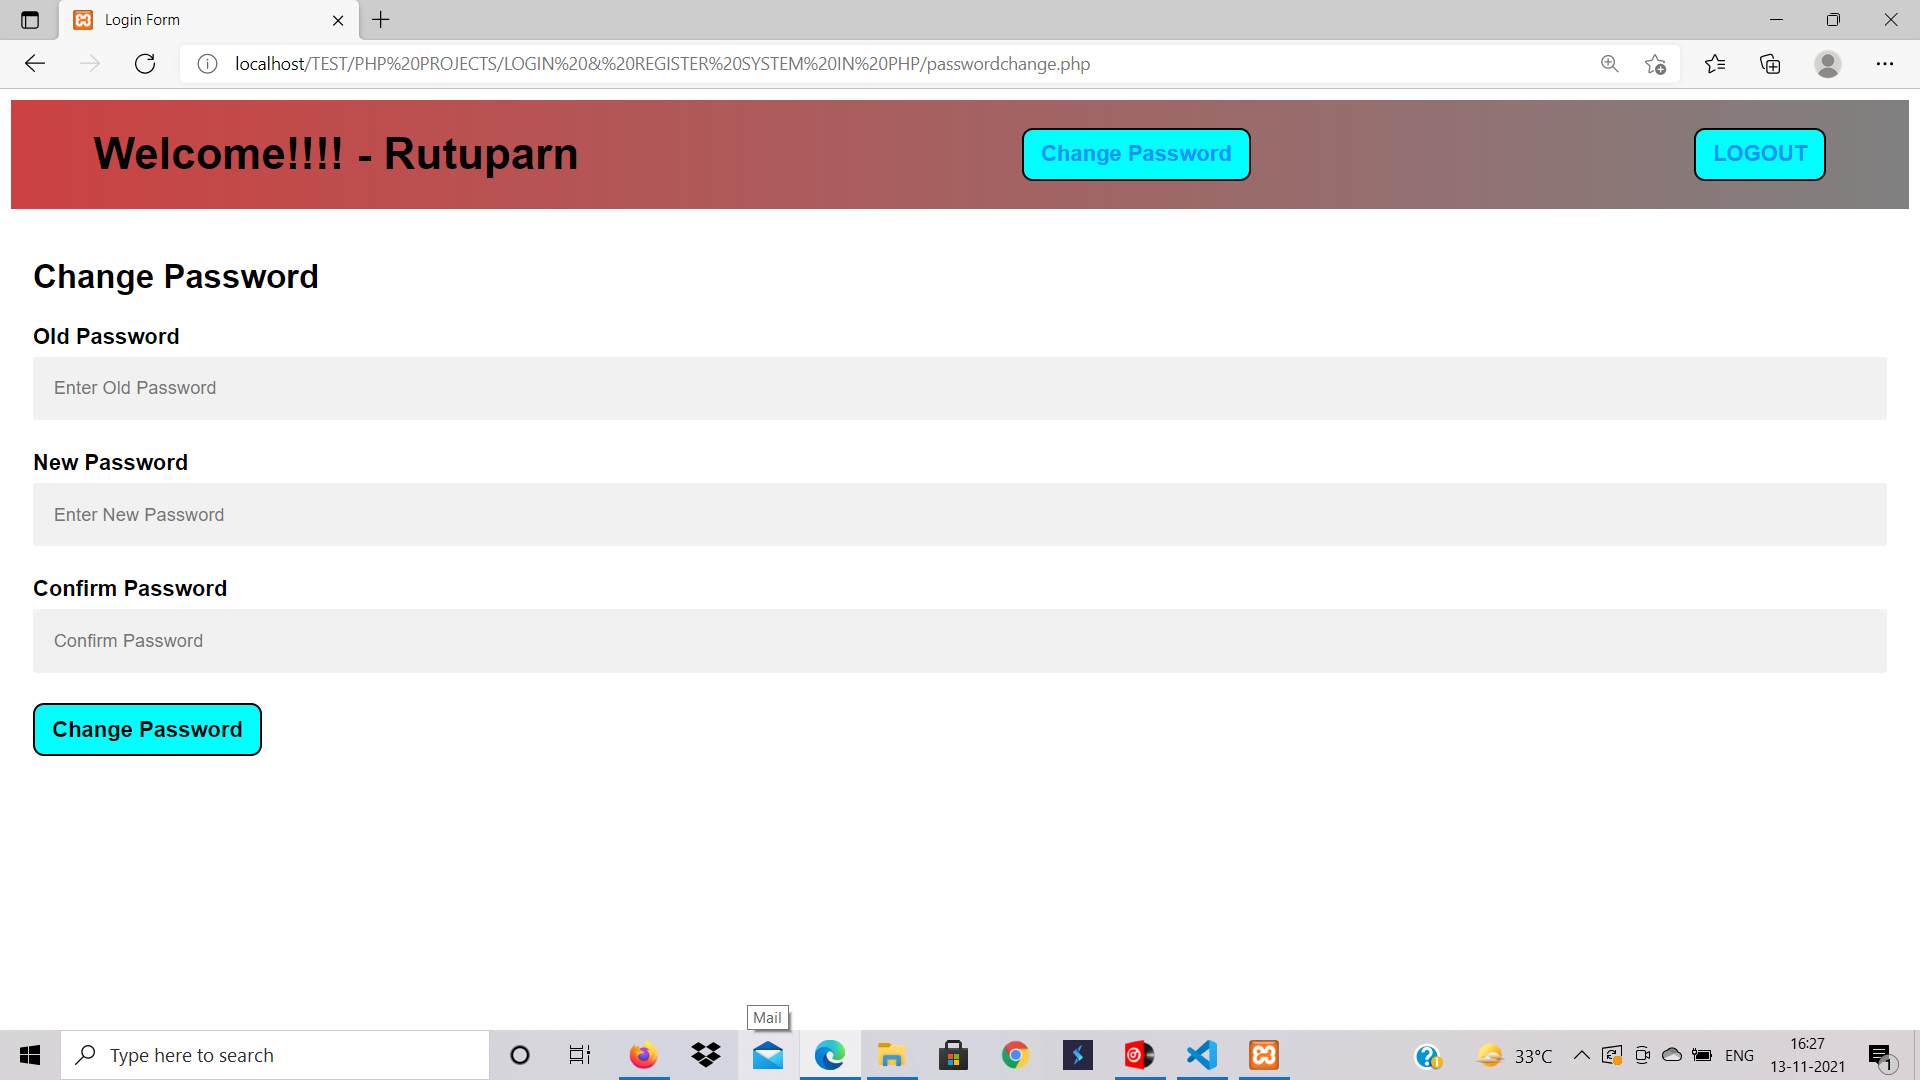 Login Form
localhost/TEST/PHP%20PROJECTS/LOGIN%20&%20REGISTER%20SYSTEM%20IN%20PHP/passwordchange.php
Welcome!!!! - Rutuparn
Change Password
LOGOUT
Change Password
Old Password
Enter Old Password
New Password
Enter New Password
Confirm Password
Confirm Password
Change Password
Mail
Type here to search
33°C
ENG
16:27
13-11-2021
1